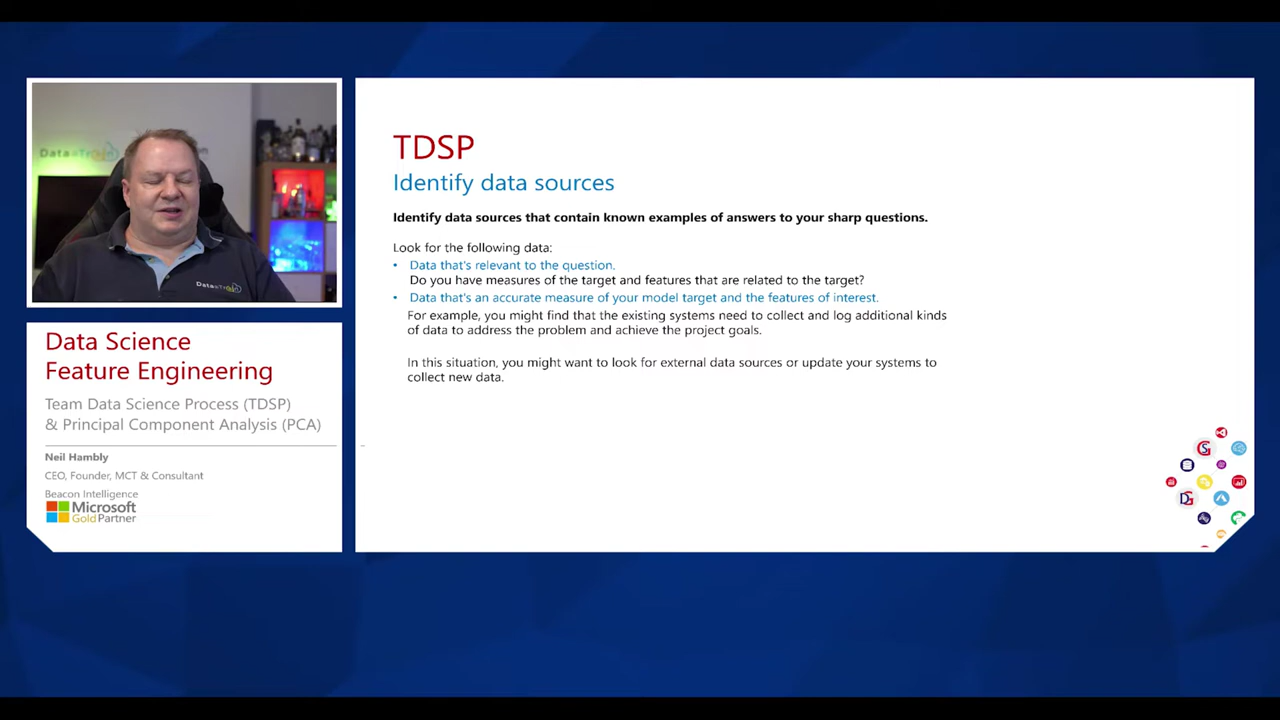 TDSP
Identify data sources
Identify data sources that contain known examples of answers to your sharp questions.
Look for the following data:
• Data that's relevant to the question.
Do you have measures of the target and features that are related to the target?
• Data that's an accurate measure of your model target and the features of interest.
For example, you might find that the existing systems need to collect and log additional kinds
of data to address the problem and achieve the project goals.
In this situation, you might want to look for external data sources or update your systems to
collect new data.
Data Science
Feature Engineering
Team Data Science Process (TDSP)
& Principal Component Analysis (PCA)
Neil Hambly
CEO, Founder, MCT & Consultant
Beacon Intelligence
Microsoft
Gold Partner